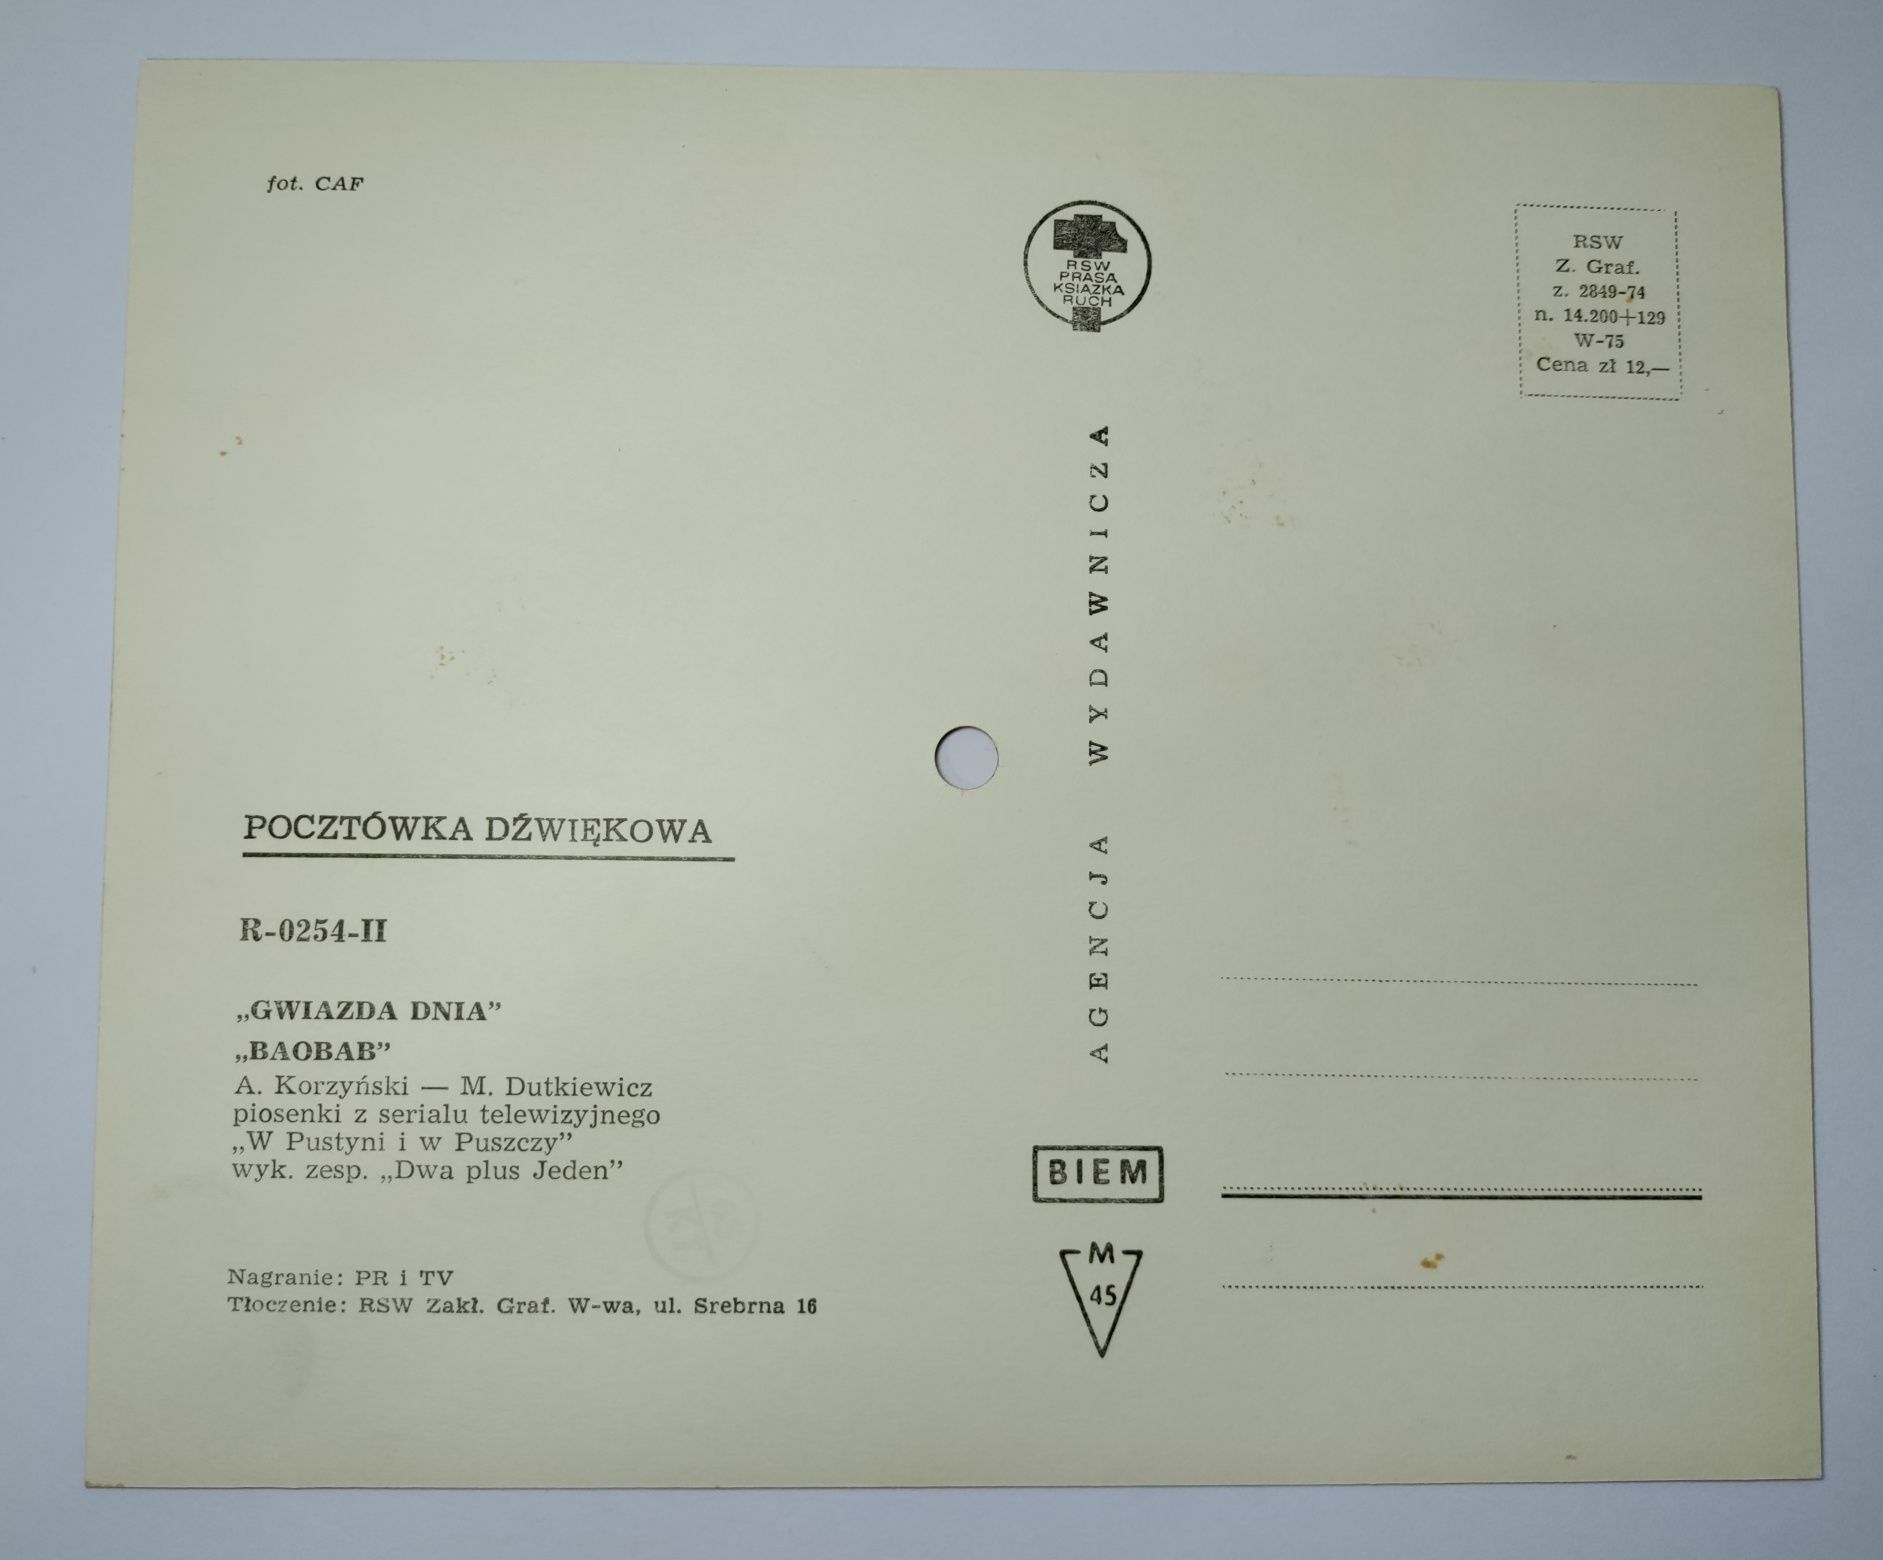 fot. CAF
RSW
PRASA
KSIĄŻKA
RUCH
RSW
Z. Graf.
z. 2849-74
n. 14.200+129
W-75
Cena zł 12,—
AGENCJA WYDAWNICZA
POCZTÓWKA DŹWIĘKOWA
R-0254-II
„GWIAZDA DNIA”
„BAOBAB”
A. Korzyński — M. Dutkiewicz
piosenki z serialu telewizyjnego
„W Pustyni i w Puszczy”
wyk. zesp. „Dwa plus Jeden”
Nagranie: PR i TV
Tłoczenie: RSW Zakł. Graf. W-wa, ul. Srebrna 16
BIEM
M
45